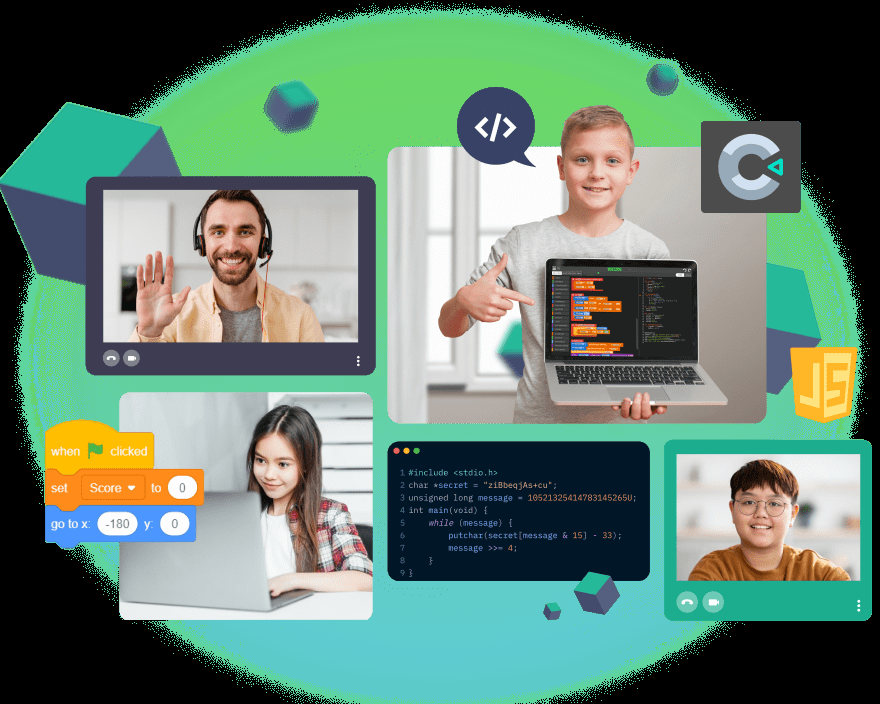 </>
when clicked
set Score to 0
go to x: -180 y: 0
1 #include <stdio.h>
2 char *secret = "ziBbeqjAs+cu";
3 unsigned long message = 1052132541478314​5265U;
4 int main(void) {
5 while (message) {
6 putchar(secret[message & 15] - 33);
7 message >>= 4;
8 }
9 }
JS